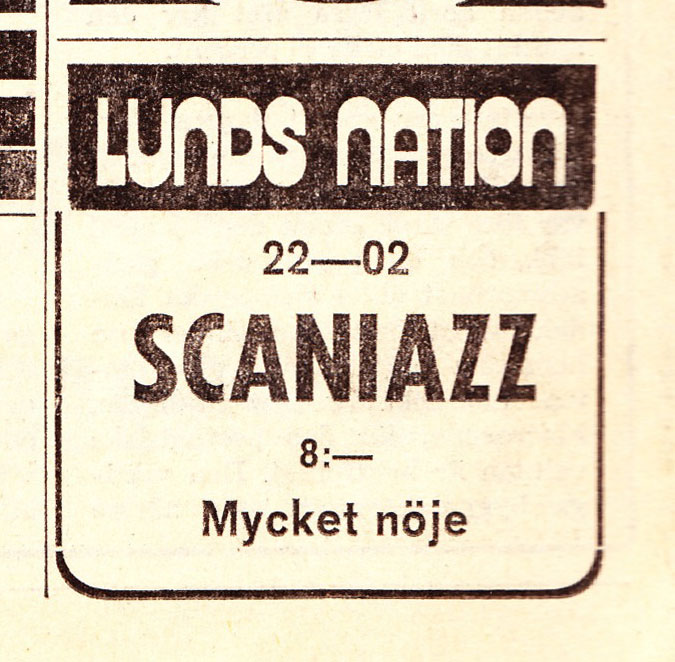 LUNDS NATION
22—02
SCANIAZZ
8:—
Mycket nöje